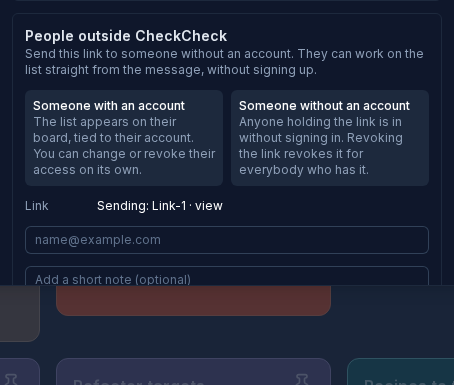 People outside CheckCheck
Send this link to someone without an account. They can work on the
list straight from the message, without signing up.
Someone with an account
The list appears on their
board, tied to their account.
You can change or revoke their
access on its own.
Someone without an account
Anyone holding the link is in
without signing in. Revoking
the link revokes it for
everybody who has it.
Link
Sending: Link-1 · view
name@example.com
Add a short note (optional)
Refactor targets
Recipes to